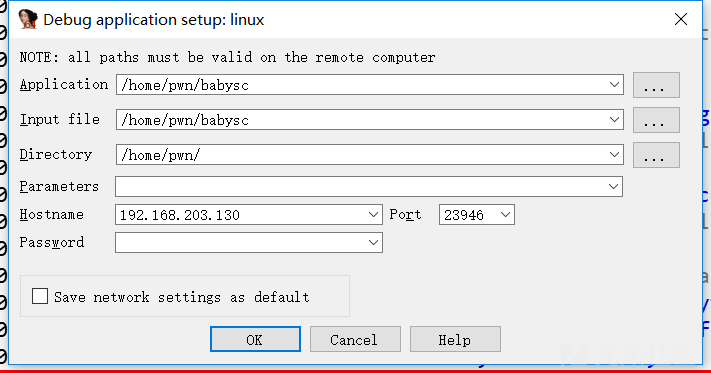 Debug application setup: linux
NOTE: all paths must be valid on the remote computer
Application /home/pwn/babysc ...
Input file /home/pwn/babysc ...
Directory /home/pwn/ ...
Parameters
Hostname 192.168.203.130 Port 23946
Password
Save network settings as default
OK Cancel Help